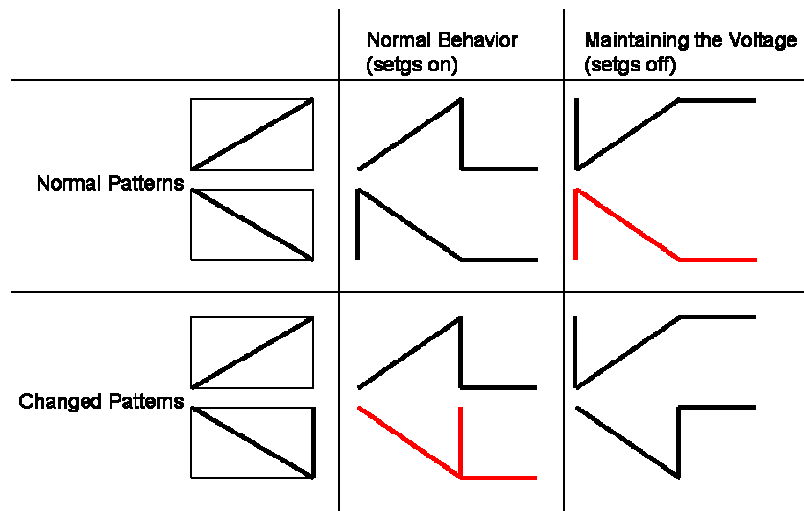 Normal Behavior
(setgs on)
Maintaining the Voltage
(setgs off)
Normal Patterns
Changed Patterns